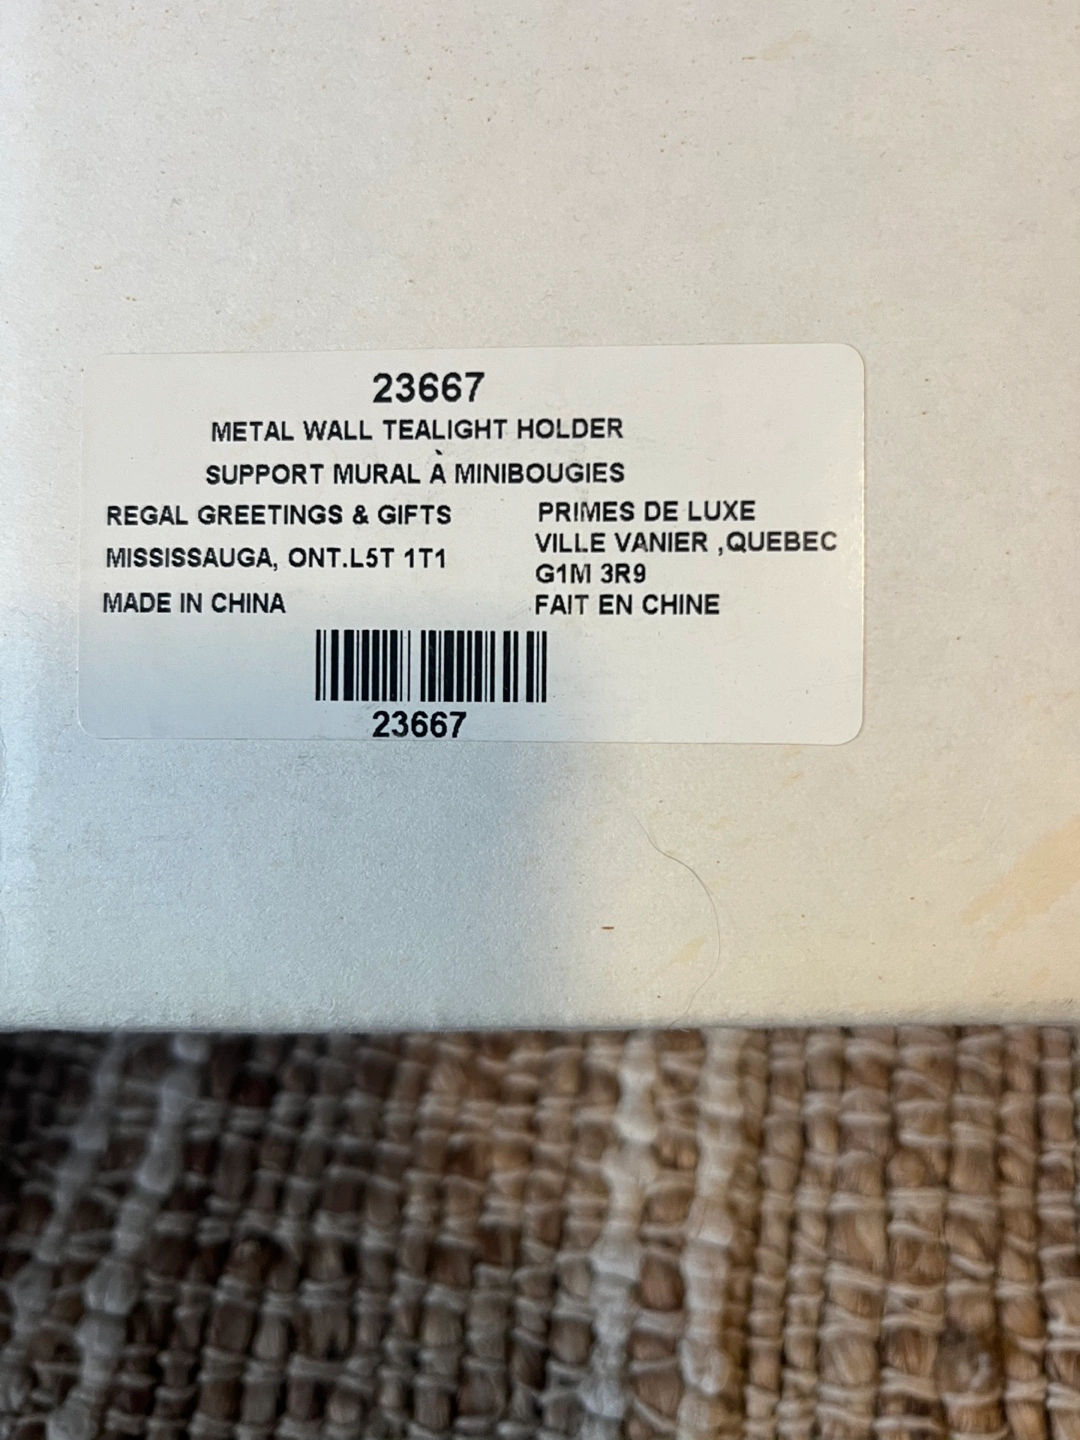 23667
METAL WALL TEALIGHT HOLDER
SUPPORT MURAL À MINIBOUGIES
REGAL GREETINGS & GIFTS
MISSISSAUGA, ONT.L5T 1T1
MADE IN CHINA
PRIMES DE LUXE
VILLE VANIER ,QUEBEC
G1M 3R9
FAIT EN CHINE
23667